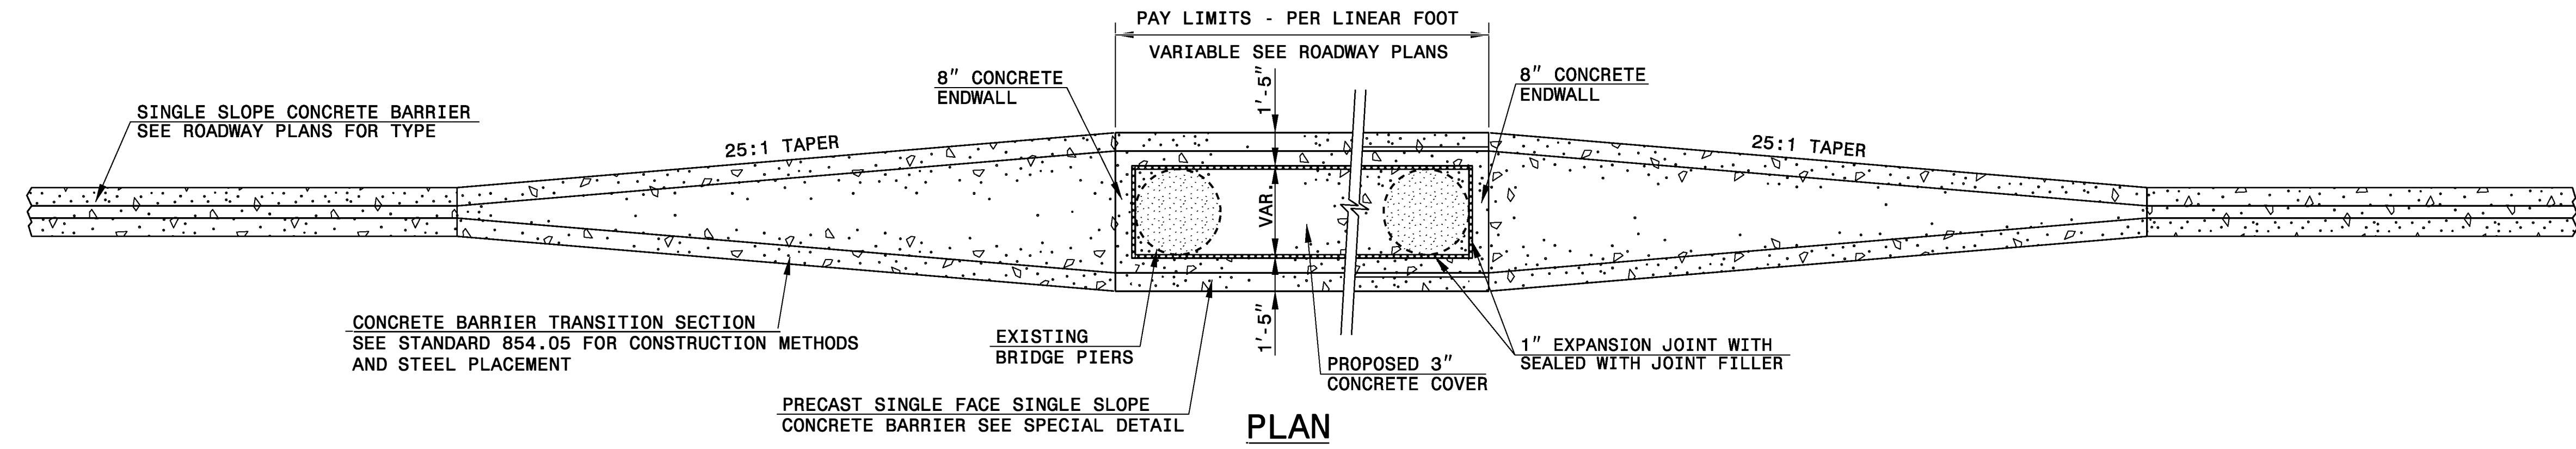 PAY LIMITS - PER LINEAR FOOT
VARIABLE SEE ROADWAY PLANS
8" CONCRETE
ENDWALL
1'-5"
8" CONCRETE
ENDWALL
SINGLE SLOPE CONCRETE BARRIER
SEE ROADWAY PLANS FOR TYPE
25:1 TAPER
25:1 TAPER
VAR.
CONCRETE BARRIER TRANSITION SECTION
SEE STANDARD 854.05 FOR CONSTRUCTION METHODS
AND STEEL PLACEMENT
EXISTING
BRIDGE PIERS
1'-5"
PROPOSED 3"
CONCRETE COVER
1" EXPANSION JOINT WITH
SEALED WITH JOINT FILLER
PRECAST SINGLE FACE SINGLE SLOPE
CONCRETE BARRIER SEE SPECIAL DETAIL
PLAN